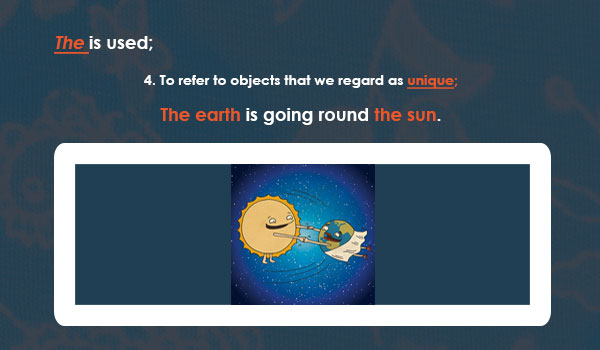 The is used;
4. To refer to objects that we regard as unique;
The earth is going round the sun.